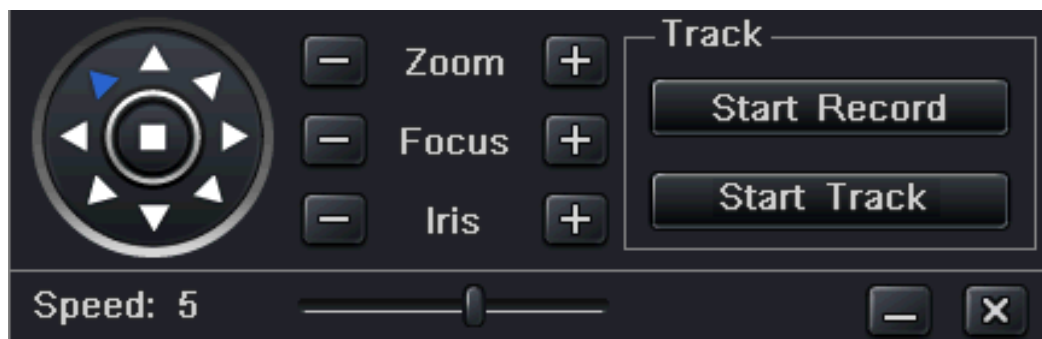 Zoom
Focus
Iris
Track
Start Record
Start Track
Speed: 5